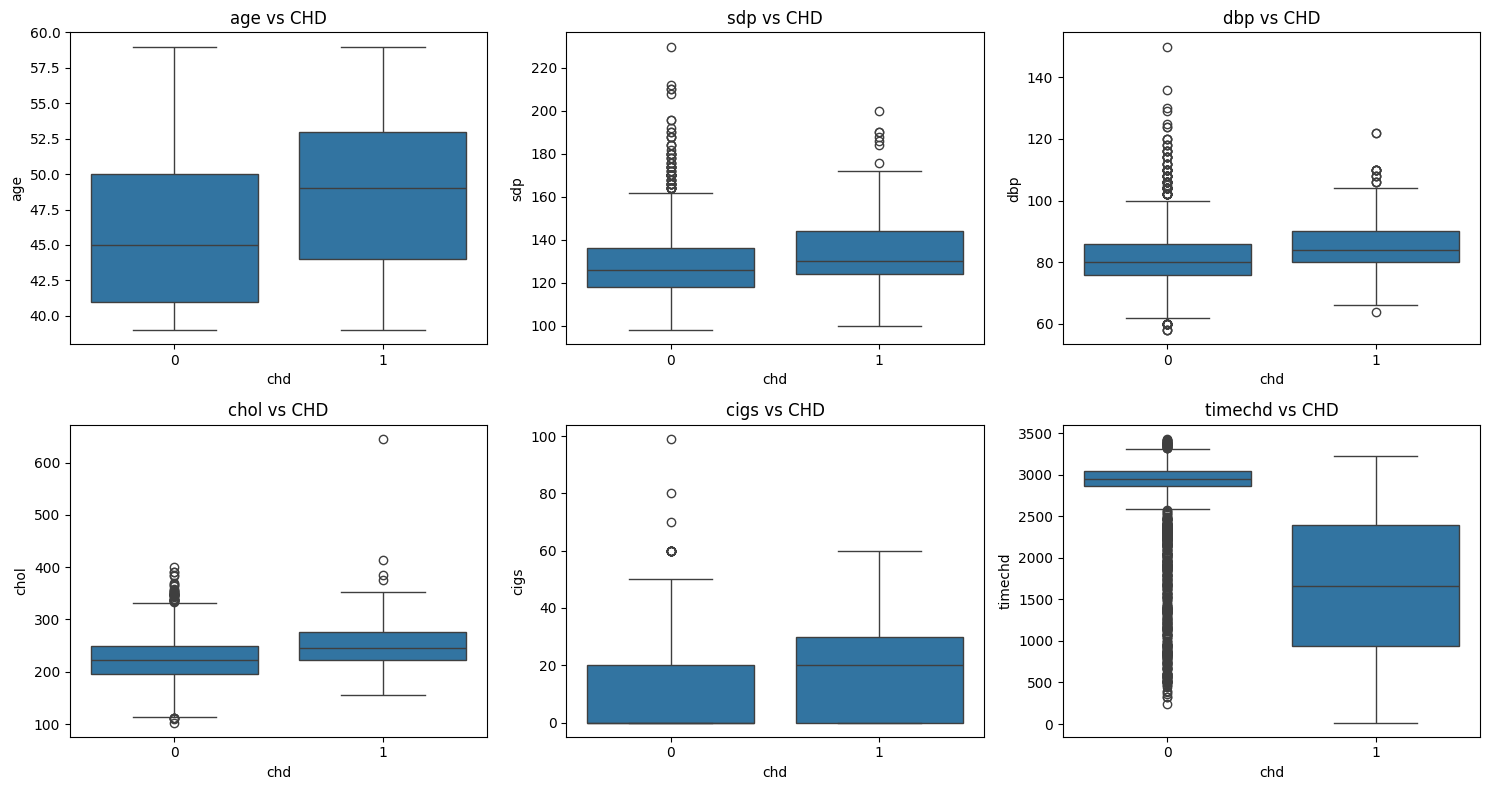 age vs CHD
60.0
57.5
55.0
52.5
50.0
47.5
45.0
42.5
40.0
age
0
1
chd
sdp vs CHD
220
200
180
160
140
120
100
sdp
0
1
chd
dbp vs CHD
140
120
100
80
60
dbp
0
1
chd
chol vs CHD
600
500
400
300
200
100
chol
0
1
chd
cigs vs CHD
100
80
60
40
20
0
cigs
0
1
chd
timechd vs CHD
3500
3000
2500
2000
1500
1000
500
0
timechd
0
1
chd